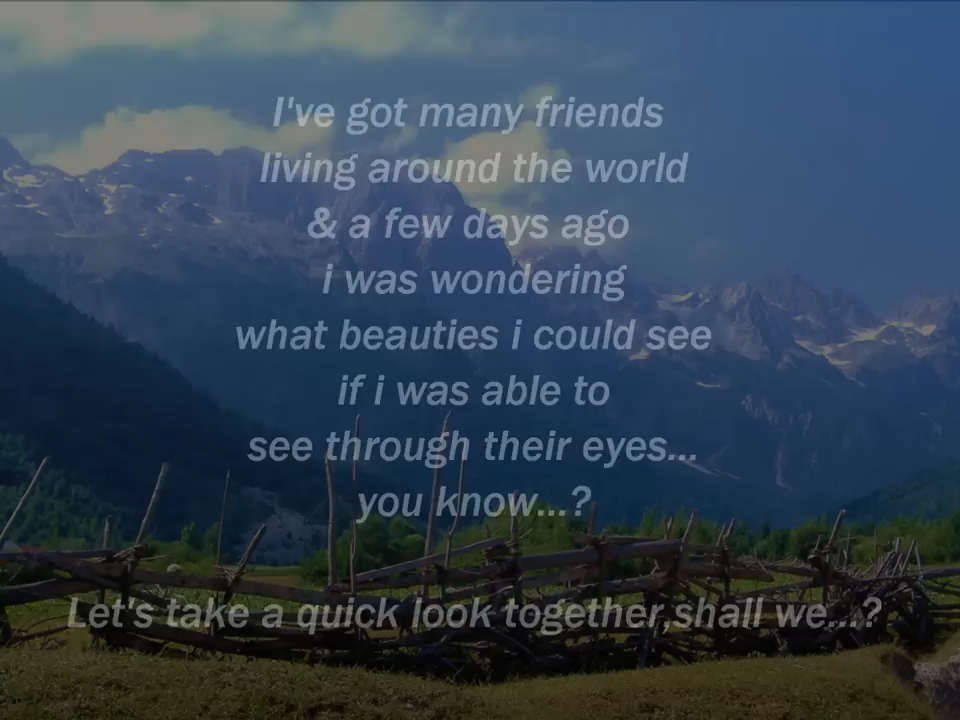 I've got many friends
living around the world
& a few days ago
i was wondering
what beauties i could see
if i was able to
see through their eyes...
you know...?
Let's take a quick look together shall we...?